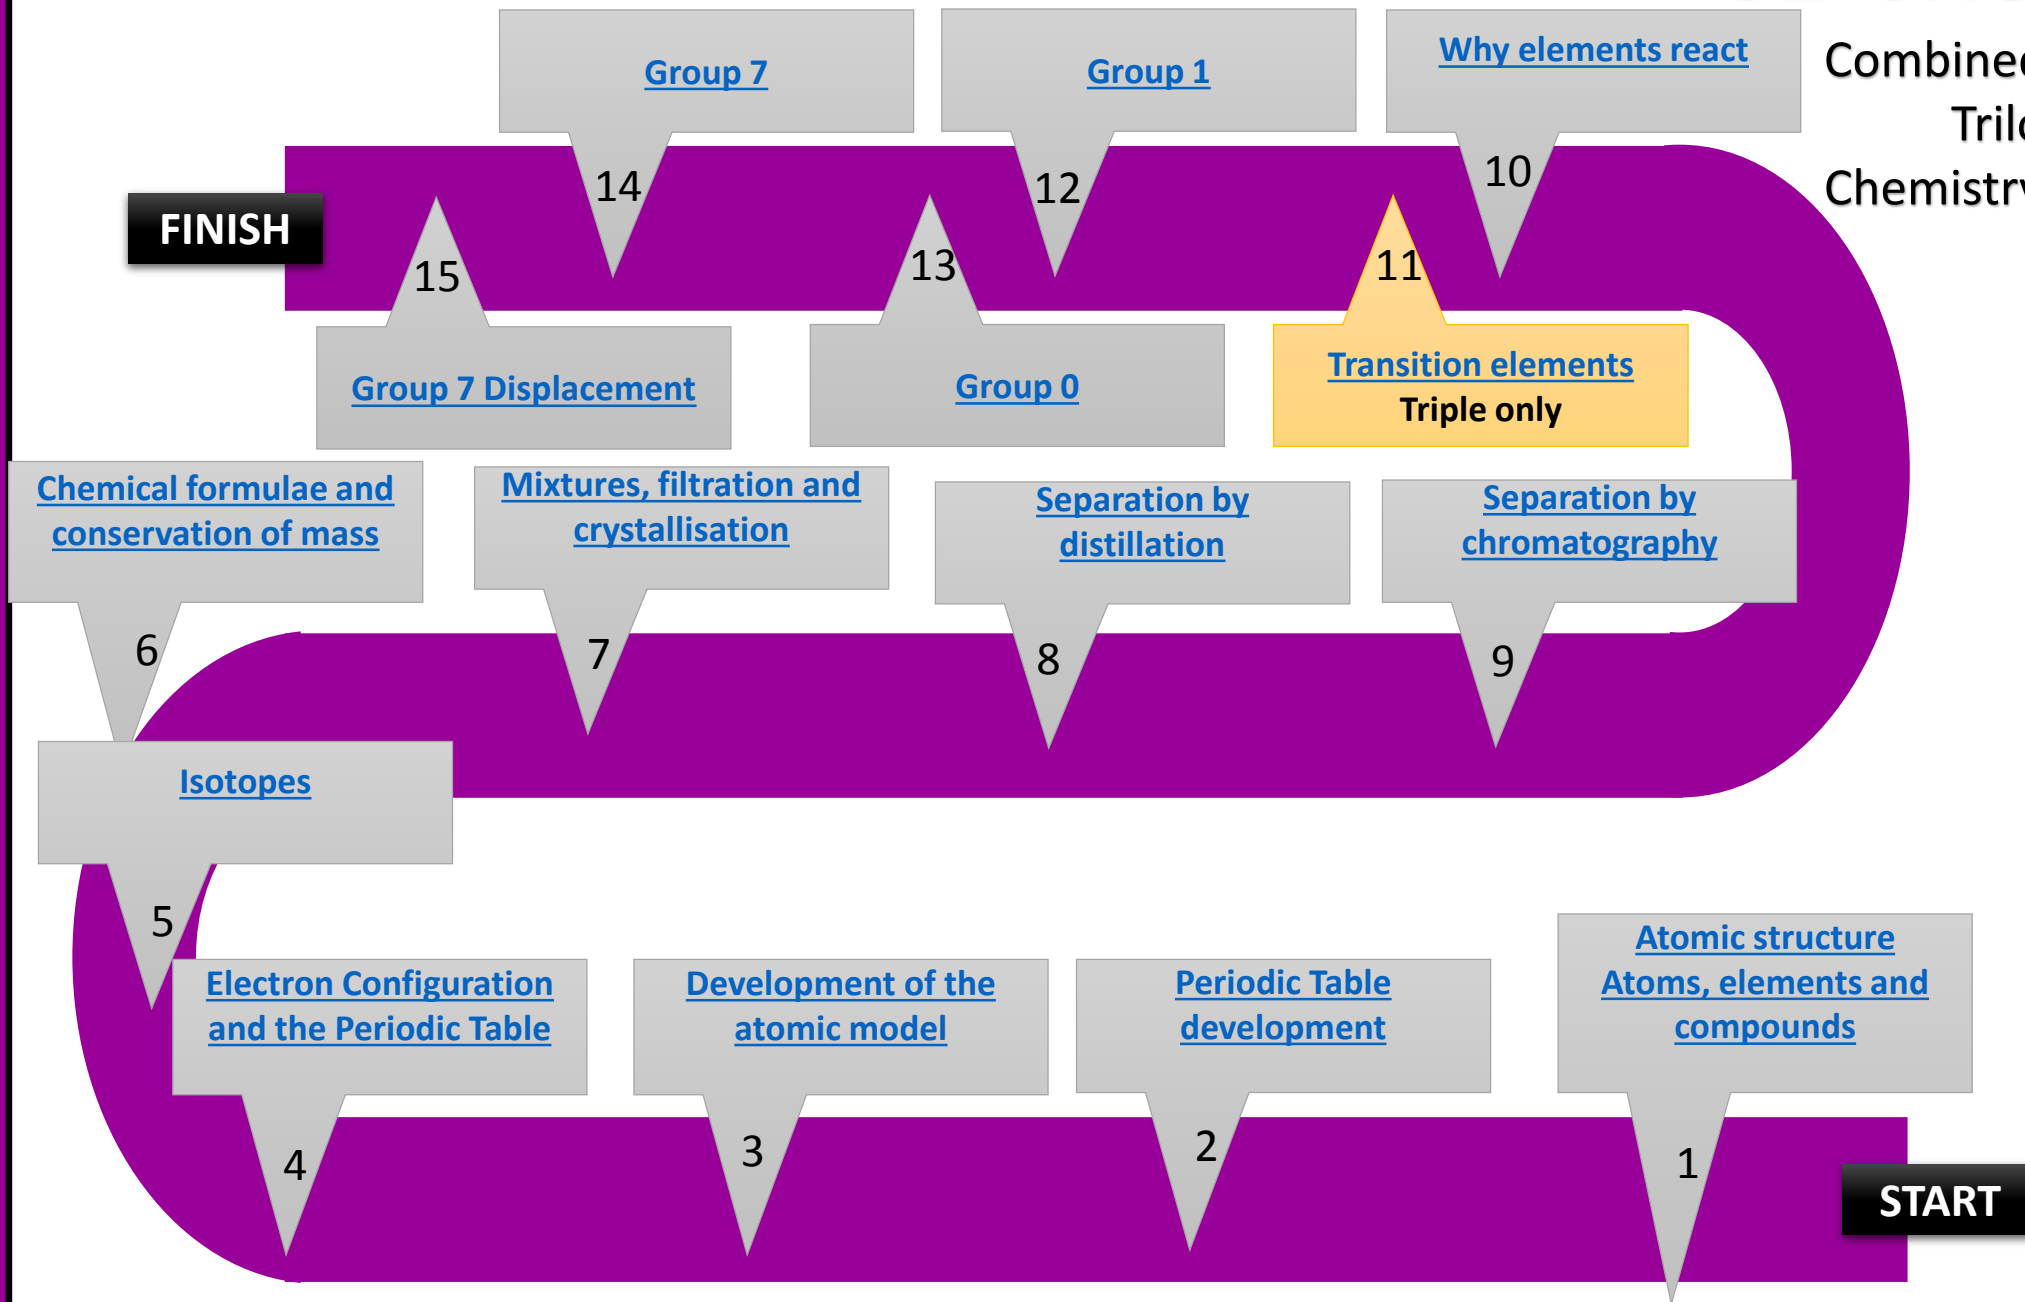 Group 7
Group 1
Why elements react
Combined
Chemistry
14
12
10
FINISH
15
13
11
Group 7 Displacement
Group 0
Transition elements
Triple only
Chemical formulae and
conservation of mass
Mixtures, filtration and
crystallisation
Separation by
distillation
Separation by
chromatography
6
7
8
9
Isotopes
5
Electron Configuration
and the Periodic Table
Development of the
atomic model
Periodic Table
development
Atomic structure
Atoms, elements and
compounds
4
3
2
1
START